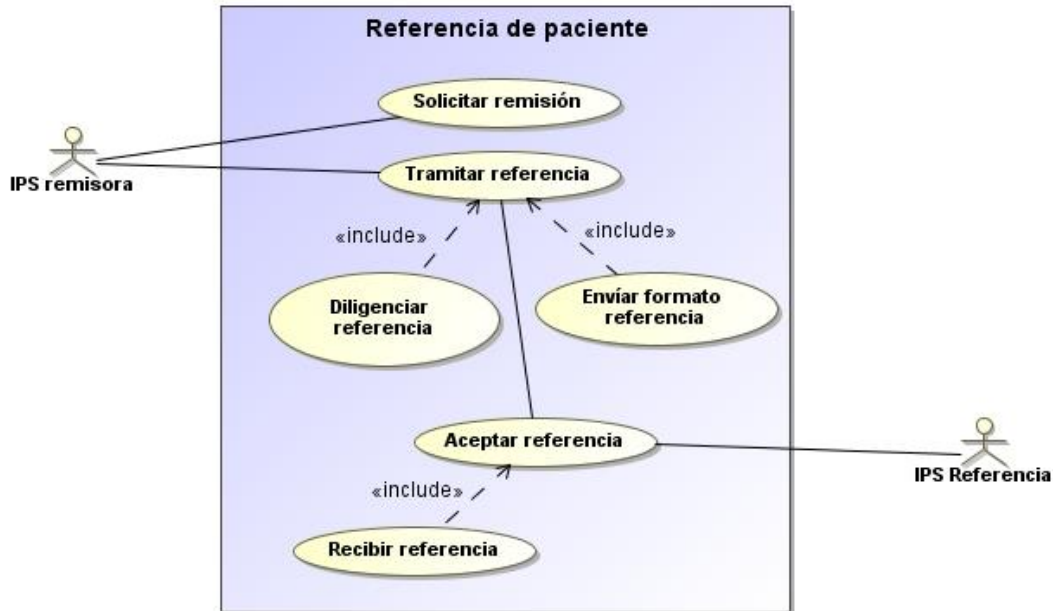 Referencia de paciente
Solicitar remisión
IPS remisora
Tramitar referencia
«include»
«include»
Diligenciar
referencia
Envíar formato
referencia
Aceptar referencia
IPS Referencia
«include»
Recibir referencia